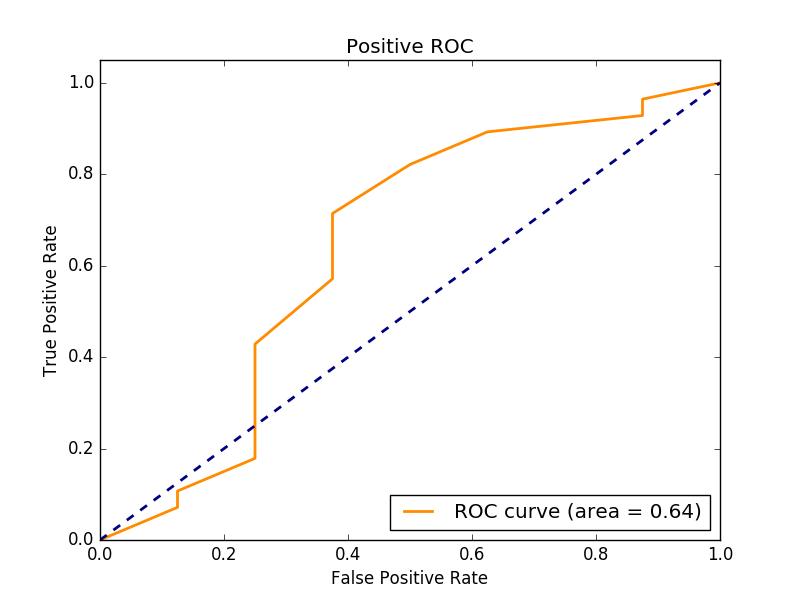 Positive ROC
True Positive Rate
1.0
0.8
0.6
0.4
0.2
0.0
ROC curve (area = 0.64)
0.0 0.2 0.4 0.6 0.8 1.0
False Positive Rate